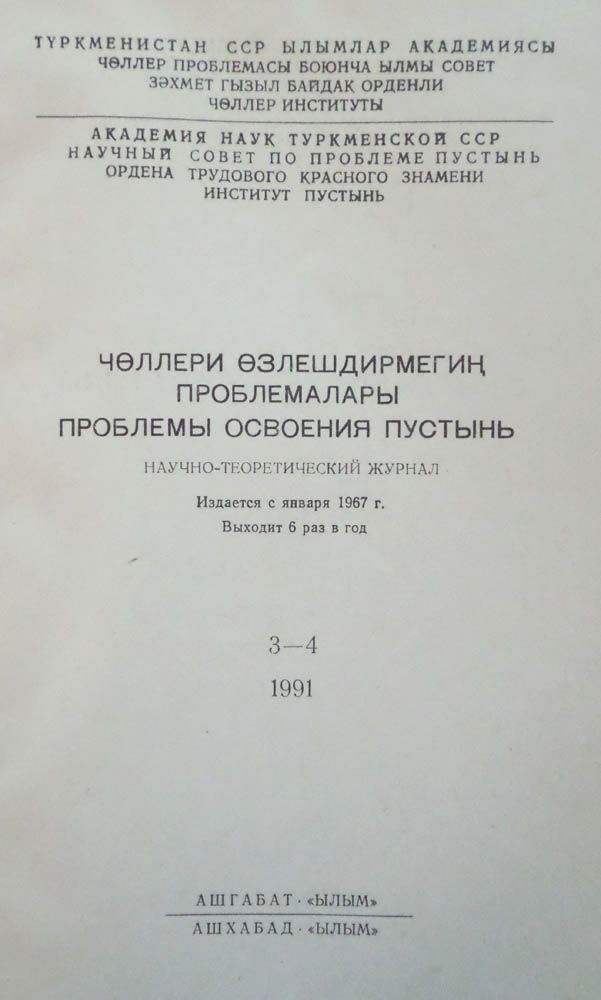 ТҮРКМЕНИСТАН ССР ЫЛЫМЛАР АКАДЕМИЯСЫ
ЧӨЛЛЕР ПРОБЛЕМАСЫ БОЮНЧА ЫЛМЫ СОВЕТ
ЗӘХМЕТ ГЫЗЫЛ БАЙДАК ОРДЕНЛИ
ЧӨЛЛЕР ИНСТИТУТЫ
АКАДЕМИЯ НАУК ТУРКМЕНСКОЙ ССР
НАУЧНЫЙ СОВЕТ ПО ПРОБЛЕМЕ ПУСТЫНЬ
ОРДЕНА ТРУДОВОГО КРАСНОГО ЗНАМЕНИ
ИНСТИТУТ ПУСТЫНЬ
ЧӨЛЛЕРИ ӨЗЛЕШДИРМЕГИҢ
ПРОБЛЕМАЛАРЫ
ПРОБЛЕМЫ ОСВОЕНИЯ ПУСТЫНЬ
НАУЧНО-ТЕОРЕТИЧЕСКИЙ ЖУРНАЛ
Издается с января 1967 г.
Выходит 6 раз в год
3—4
1991
АШГАБАТ · «ЫЛЫМ»
АШХАБАД · «ЫЛЫМ»